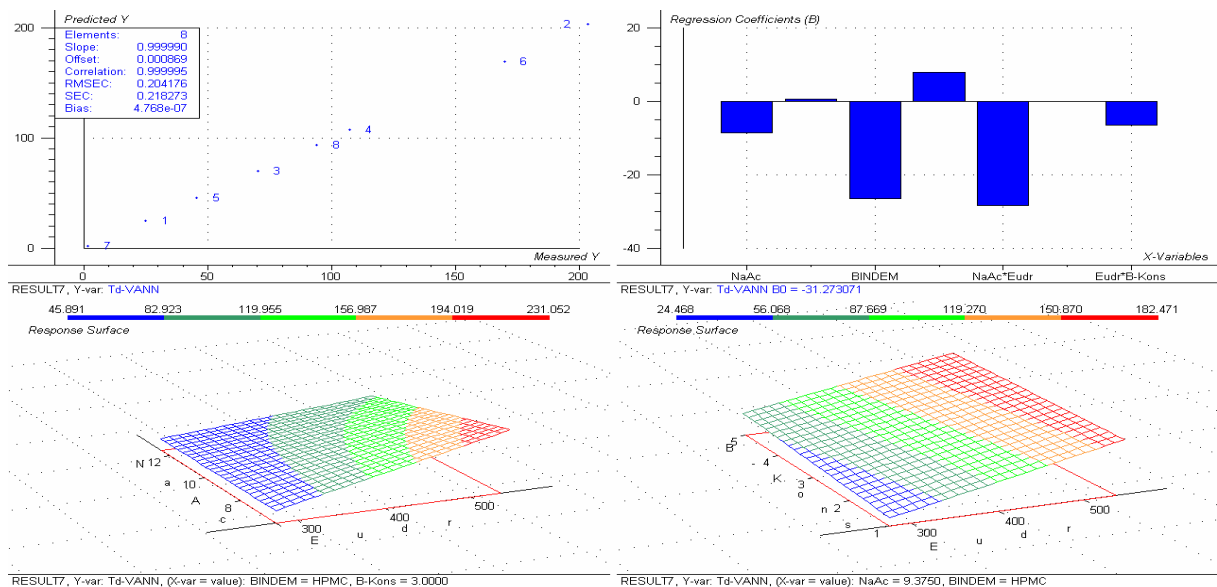 Predicted Y
200
100
0
Elements: 8
Slope: 0.999990
Offset: 0.000869
Correlation: 0.999995
RMSEC: 0.204176
SEC: 0.218273
Bias: 4.768e-07
2
6
4
8
3
5
1
7
Measured Y
0 50 100 150 200
RESULT7, Y-var: Td-VANN
Regression Coefficients (B)
20
0
-20
-40
X-Variables
NaAc BINDEM NaAc*Eudr Eudr*B-Kons
RESULT7, Y-var: Td-VANN B0 = -31.273071
45.891 82.923 119.955 156.987 194.019 231.052
Response Surface
N a A c
12 10 8
300 400 500
E u d r
RESULT7, Y-var: Td-VANN, (X-var = value): BINDEM = HPMC, B-Kons = 3.0000
24.468 56.068 87.669 119.270 150.870 182.471
Response Surface
B - K o n s
5 4 3 2 1
300 400 500
E u d r
RESULT7, Y-var: Td-VANN, (X-var = value): NaAc = 9.3750, BINDEM = HPMC